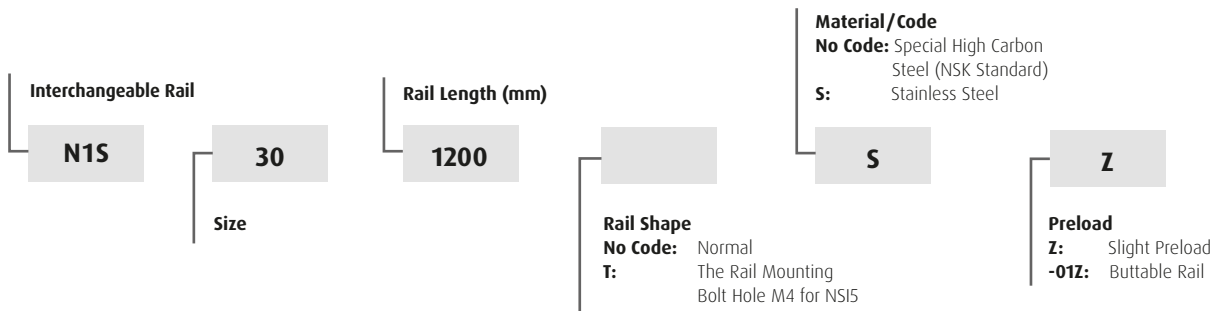 Material/Code
No Code: Special High Carbon
Steel (NSK Standard)
S: Stainless Steel
Interchangeable Rail
Rail Length (mm)
N1S
30
1200
S
Z
Size
Rail Shape
No Code: Normal
T: The Rail Mounting
Bolt Hole M4 for NSI5
Preload
Z: Slight Preload
-01Z: Buttable Rail